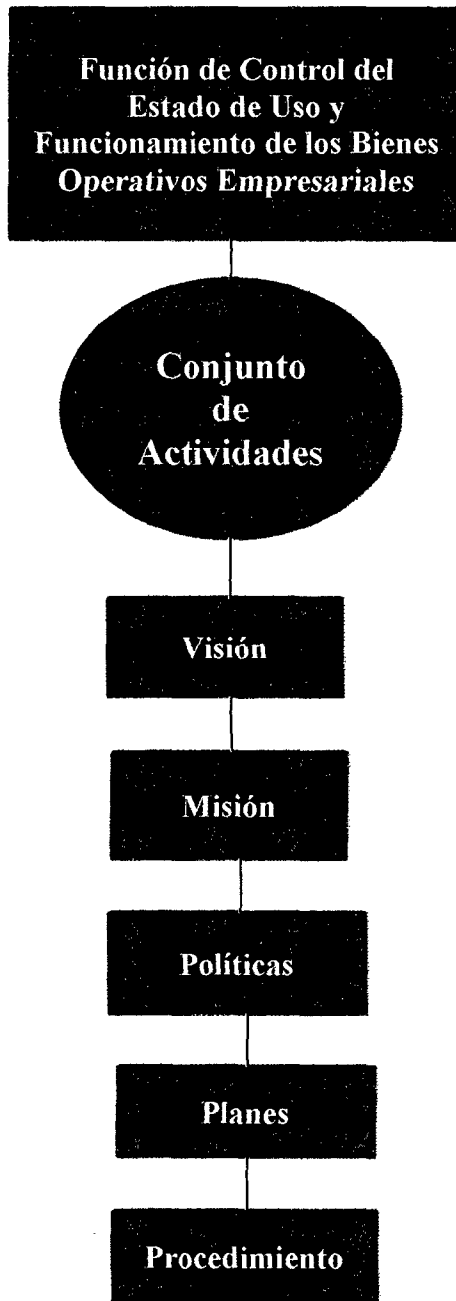 Función de Control del
Estado de Uso y
Funcionamiento de los Bienes
Operativos Empresariales
Conjunto
de
Actividades
Visión
Misión
Políticas
Planes
Procedimiento